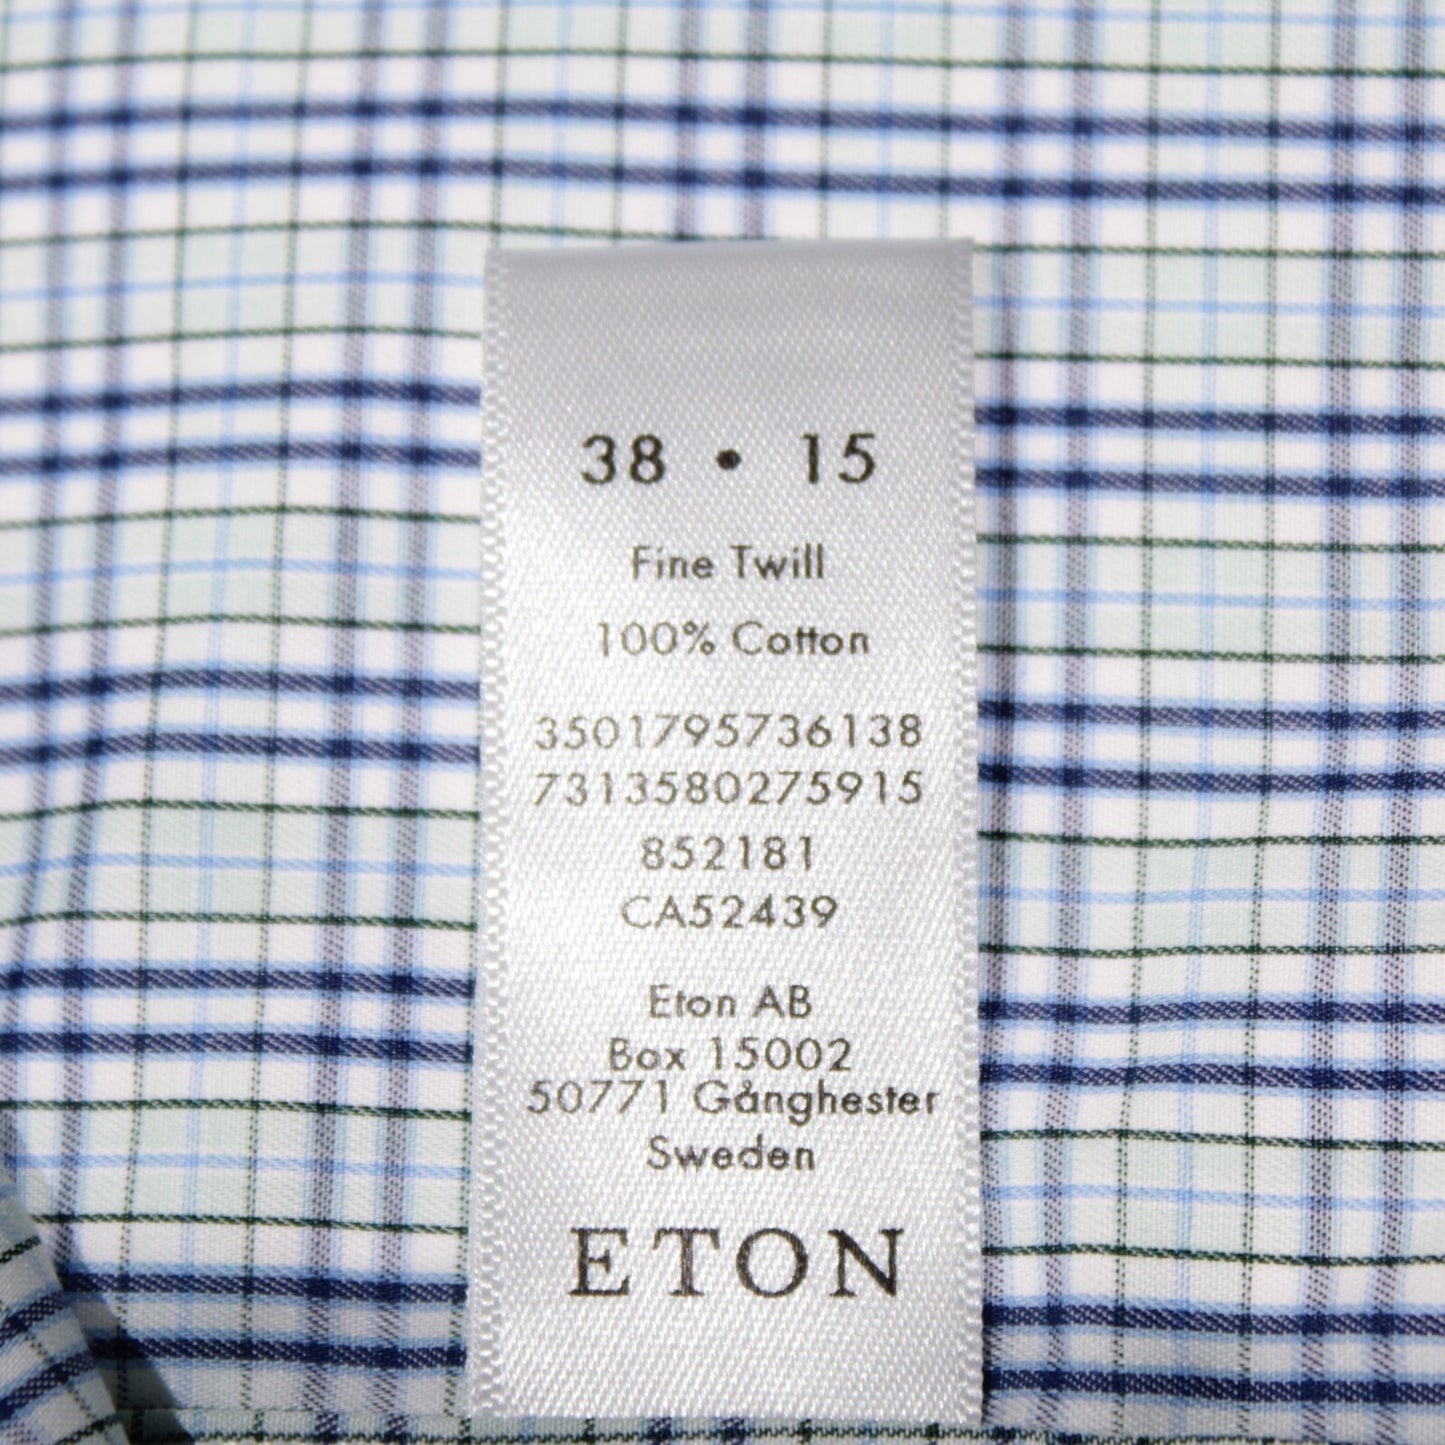 38 • 15
Fine Twill
100% Cotton
3501795736138
7313580275915
852181
CA52439
Eton AB
Box 15002
50771 Gånghester
Sweden
ETON